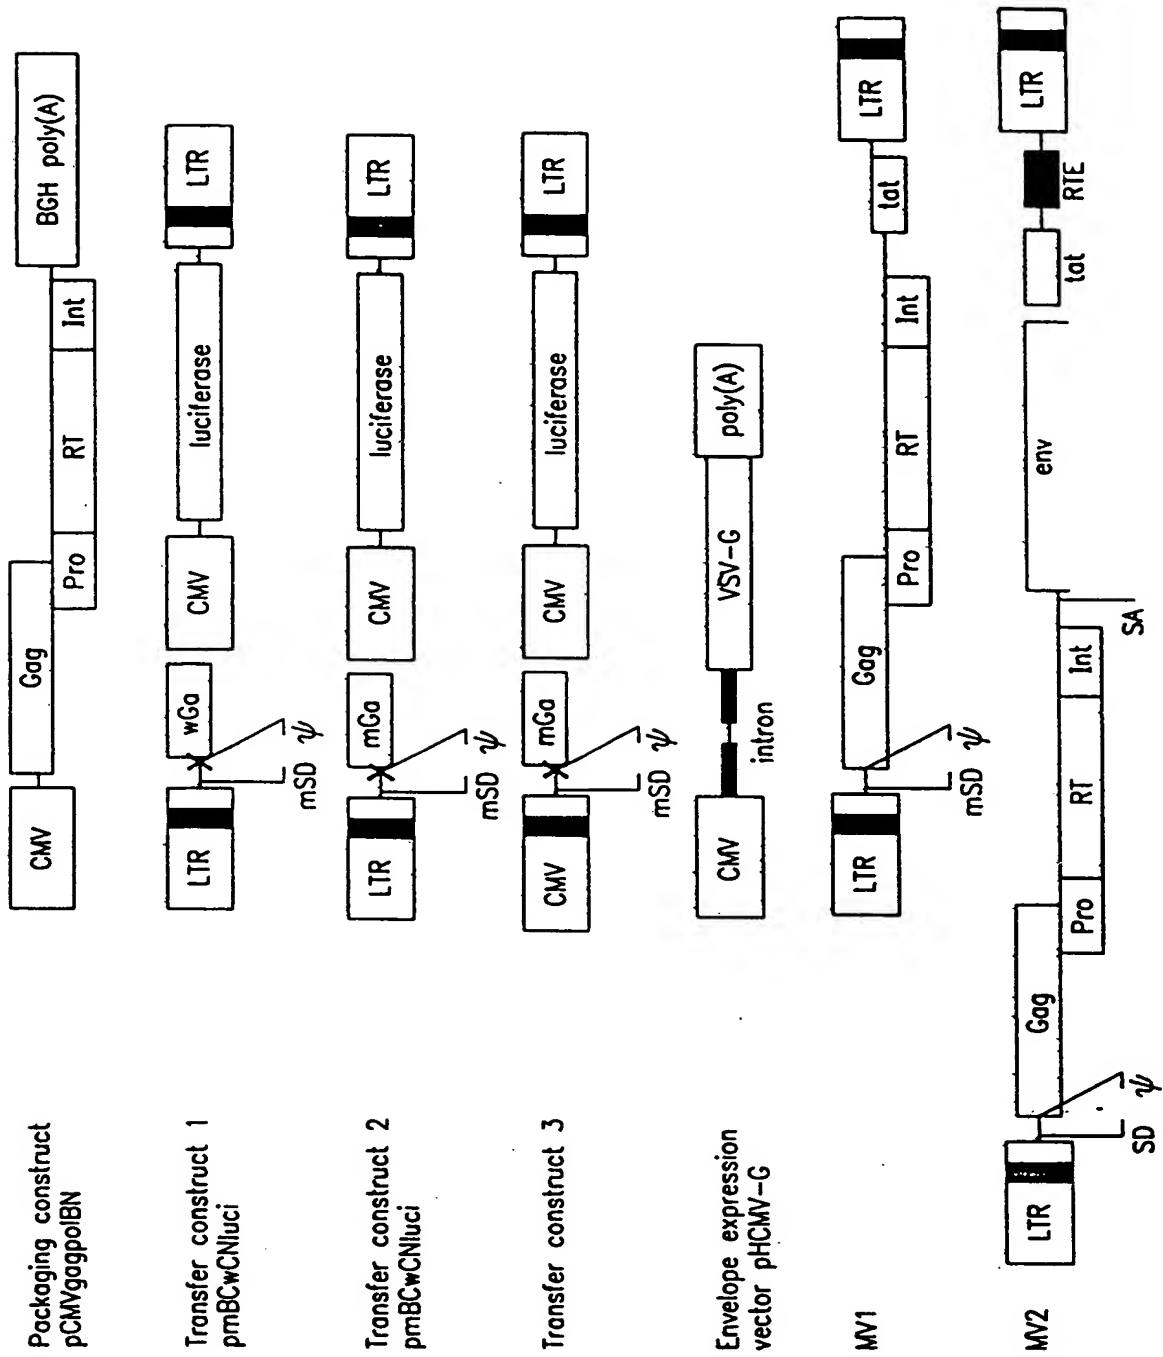 Packaging construct
pCMVgagpolBN
CMV
Gag
Pro
RT
Int
BGH poly(A)
Transfer construct 1
pmBCwCNluci
LTR
mSD
ψ
wGa
CMV
luciferase
LTR
Transfer construct 2
pmBCwCNluci
LTR
mSD
ψ
mGa
CMV
luciferase
LTR
Transfer construct 3
CMV
mSD
ψ
mGa
CMV
luciferase
LTR
Envelope expression
vector pHCMV-G
CMV
intron
VSV-G
poly(A)
MV1
LTR
mSD
ψ
Gag
Pro
RT
Int
tat
LTR
MV2
LTR
SD
ψ
Gag
Pro
RT
Int
SA
env
tat
RTE
LTR